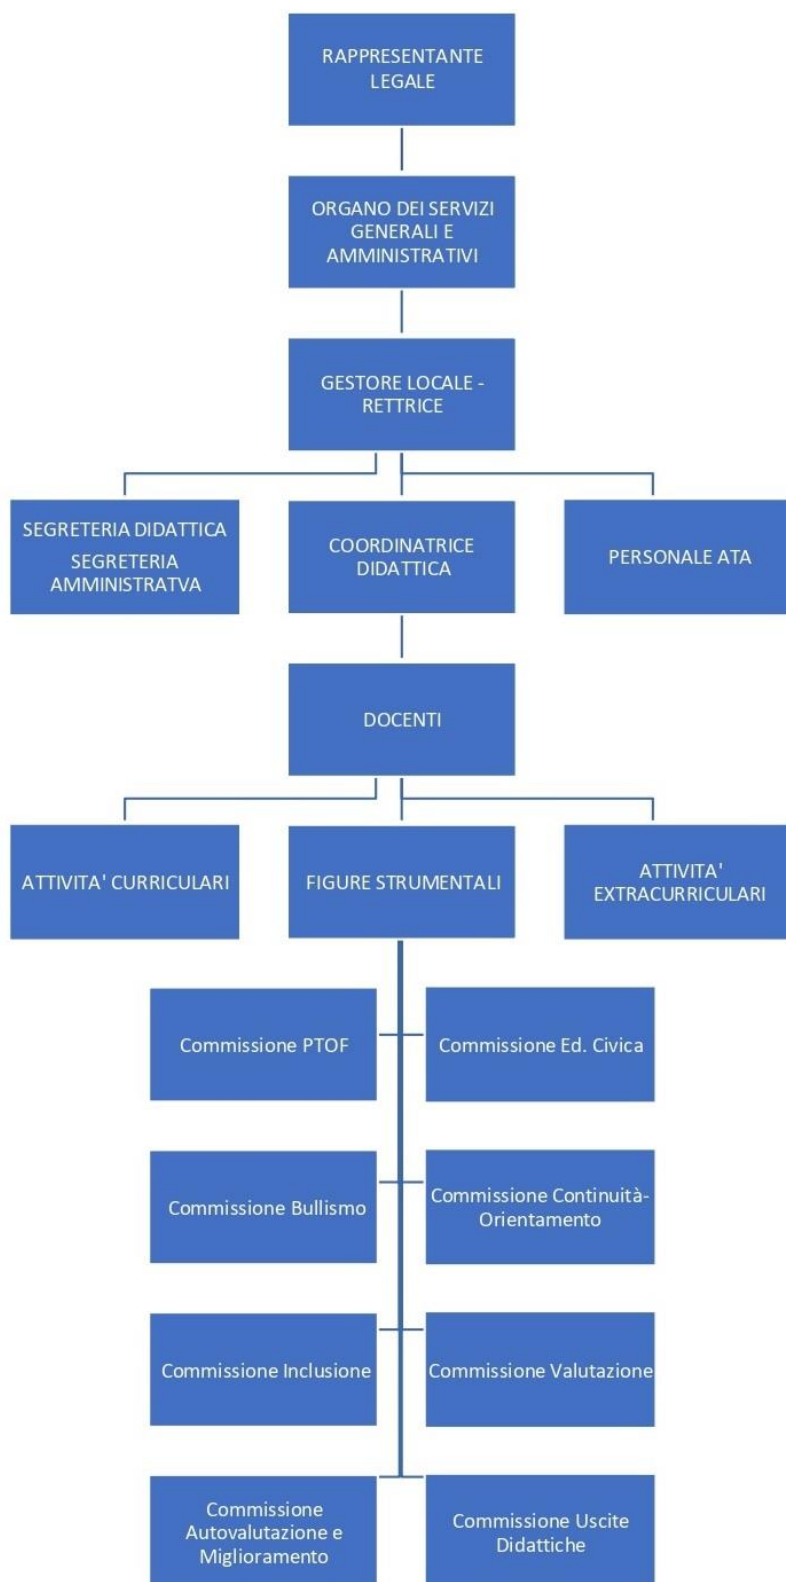 RAPPRESENTANTE
LEGALE
ORGANO DEI SERVIZI
GENERALI E
AMMINISTRATIVI
GESTORE LOCALE -
RETTRICE
SEGRETERIA DIDATTICA
SEGRETERIA
AMMINISTRATVA
COORDINATRICE
DIDATTICA
PERSONALE ATA
DOCENTI
ATTIVITA' CURRICULARI
FIGURE STRUMENTALI
ATTIVITA'
EXTRACURRICULARI
Commissione PTOF
Commissione Ed. Civica
Commissione Bullismo
Commissione Continuità-
Orientamento
Commissione Inclusione
Commissione Valutazione
Commissione
Autovalutazione e
Miglioramento
Commissione Uscite
Didattiche